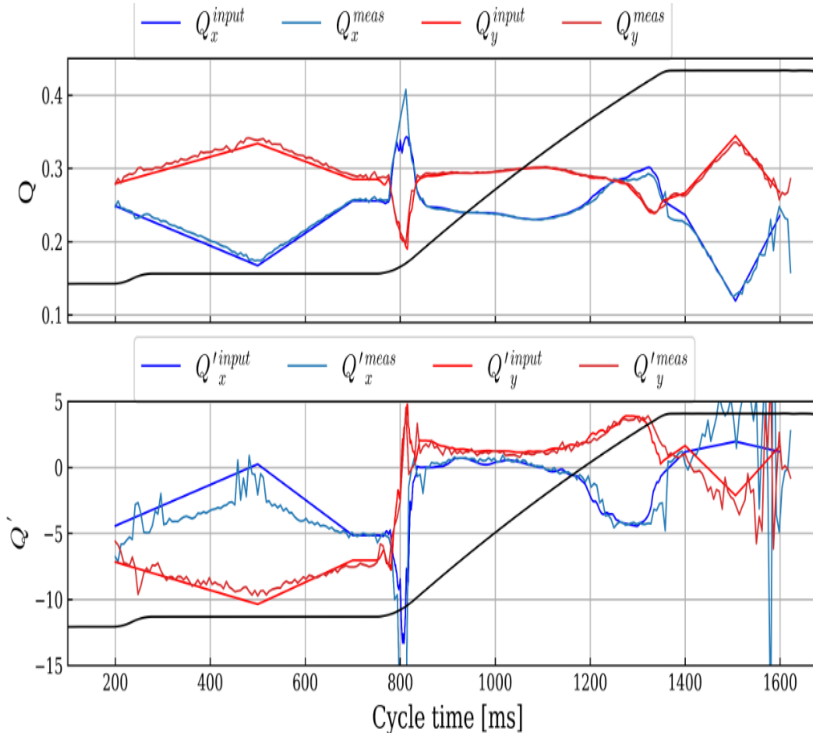 Q_x^{input} Q_x^{meas} Q_y^{input} Q_y^{meas}
0.4
0.3
0.2
0.1
Q
Q'_x^{input} Q'_x^{meas} Q'_y^{input} Q'_y^{meas}
5
0
−5
−10
−15
Q'
200 400 600 800 1000 1200 1400 1600
Cycle time [ms]